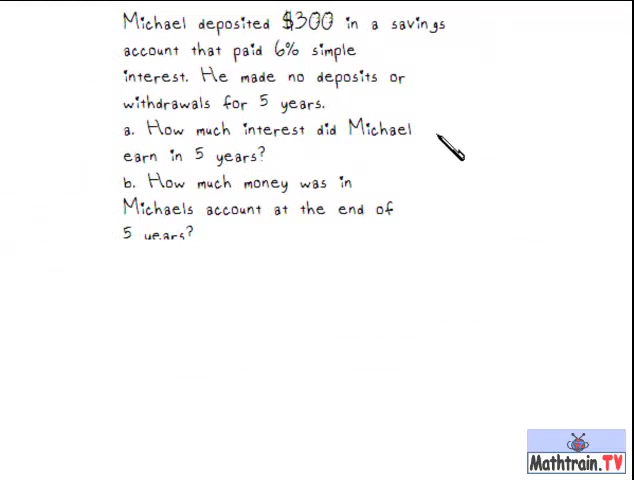 Michael deposited $300 in a savings
account that paid 6% simple
interest. He made no deposits or
withdrawals for 5 years.
a. How much interest did Michael
earn in 5 years?
b. How much money was in
Michaels account at the end of
5 years?
Mathtrain.TV